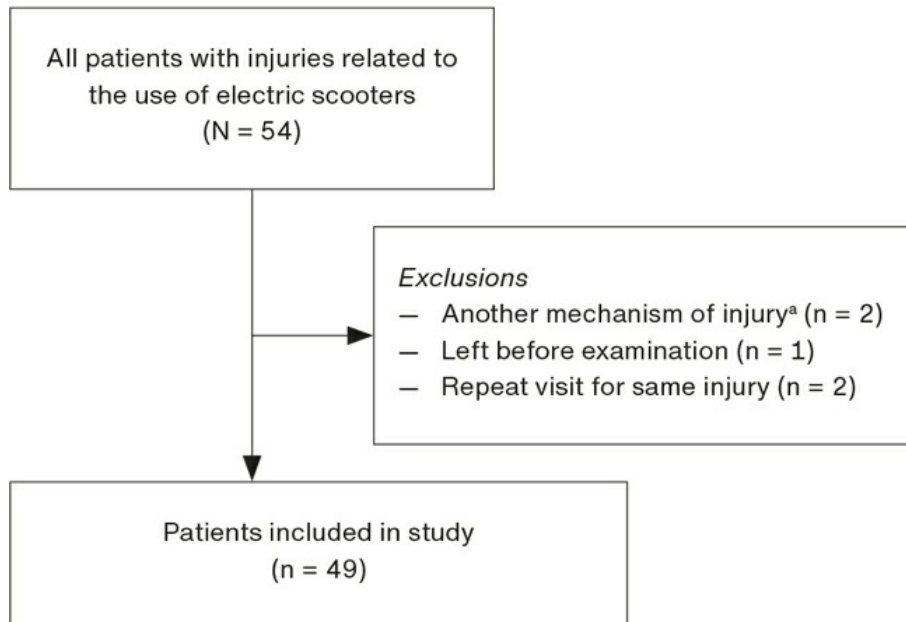 All patients with injuries related to
the use of electric scooters
(N = 54)
Exclusions
— Another mechanism of injuryᵃ (n = 2)
— Left before examination (n = 1)
— Repeat visit for same injury (n = 2)
Patients included in study
(n = 49)